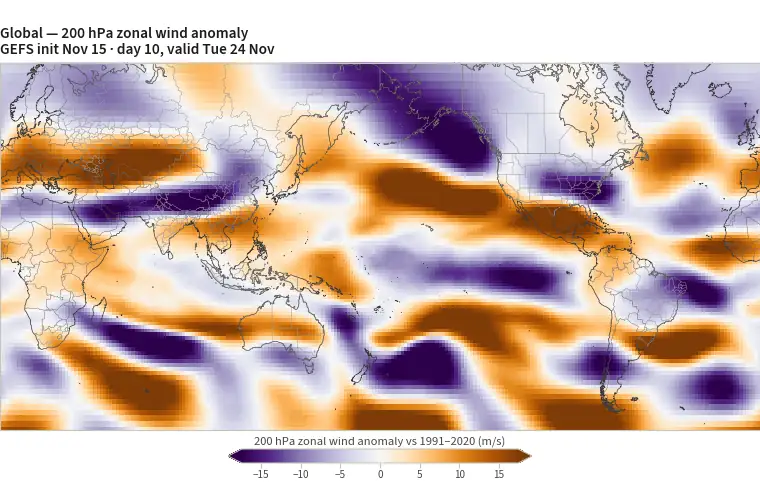 Global — 200 hPa zonal wind anomaly
GEFS init Nov 15 · day 10, valid Tue 24 Nov
200 hPa zonal wind anomaly vs 1991–2020 (m/s)
−15 −10 −5 0 5 10 15